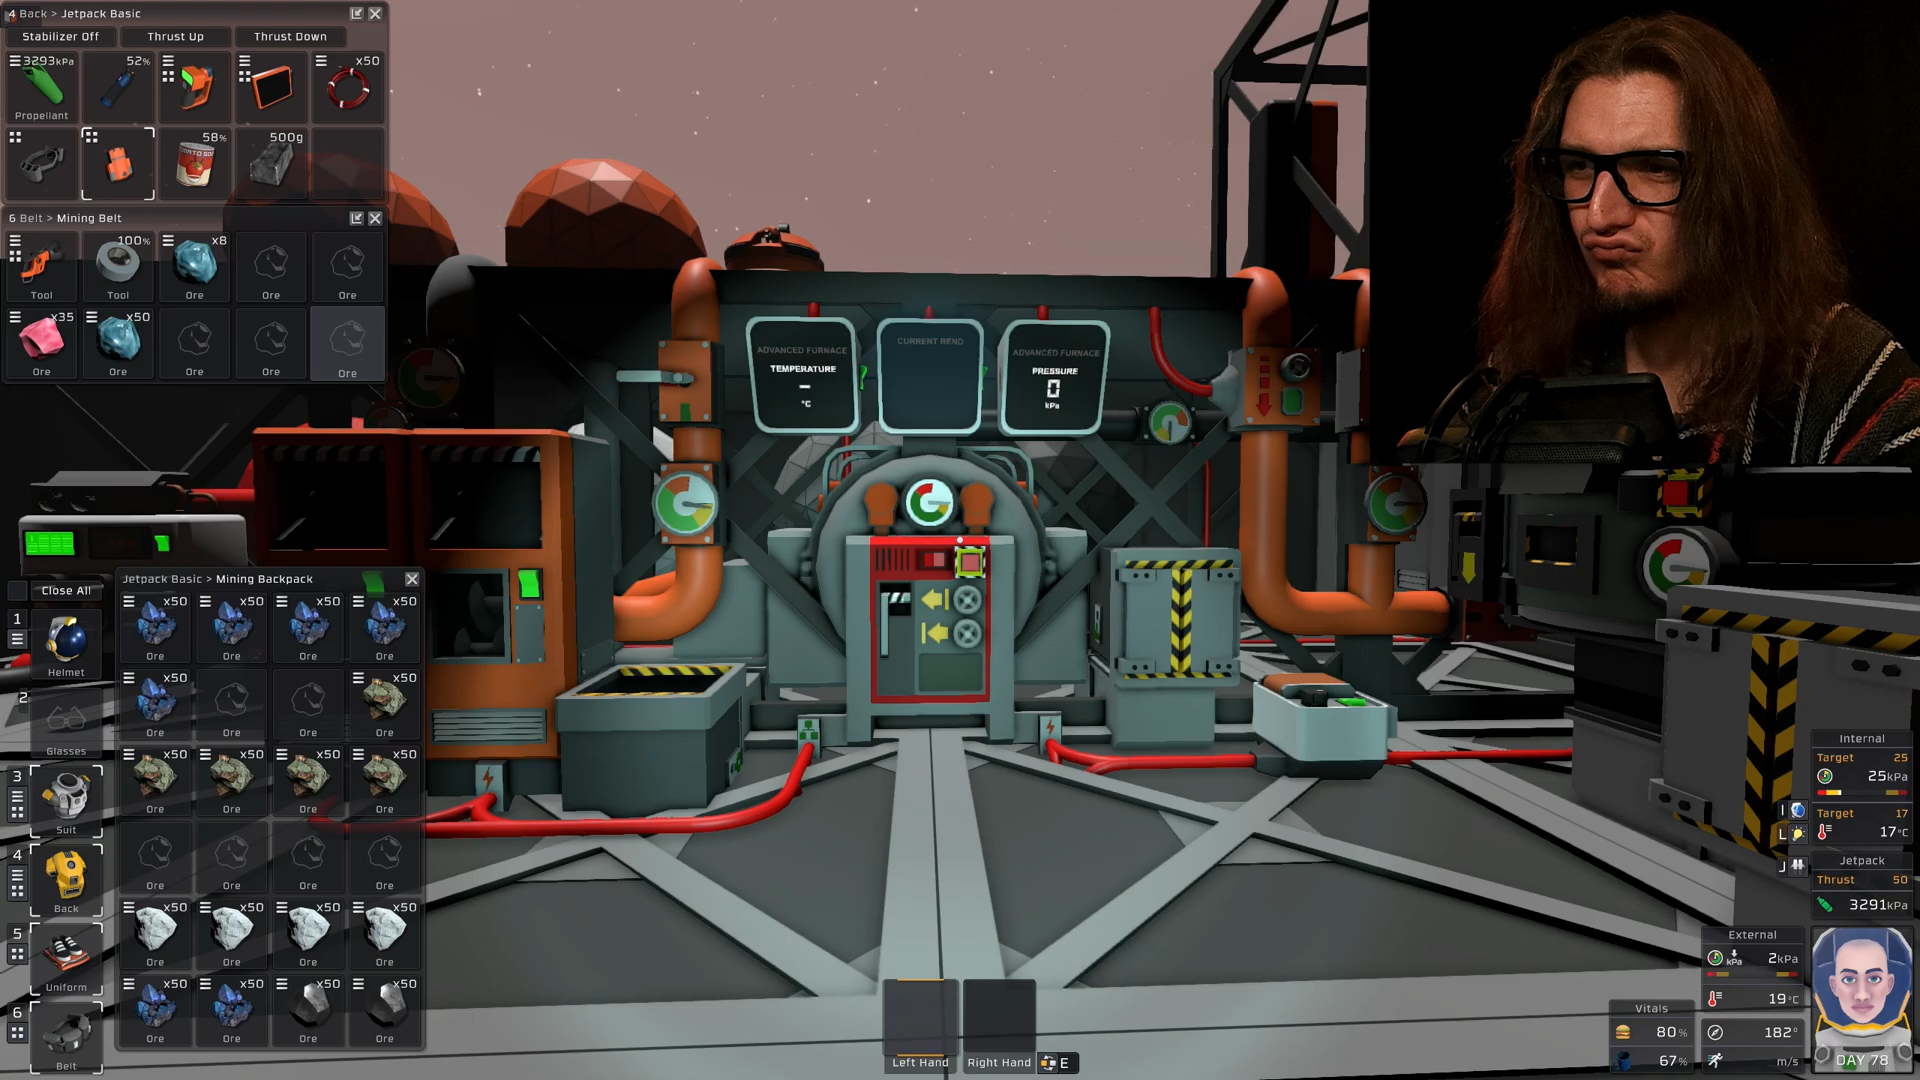 4 Back > Jetpack Basic
Stabilizer Off
Thrust Up
Thrust Down
3293kPa
52%
x50
Propellant
58%
500g
6 Belt > Mining Belt
100%
x8
Tool
Tool
Ore
Ore
Ore
x35
x50
Ore
Ore
Ore
Ore
Ore
ADVANCED FURNACE
TEMPERATURE
-
°C
CURRENT REND
ADVANCED FURNACE
PRESSURE
0
kPa
Close All
1
Helmet
2
Glasses
3
Suit
4
Back
5
Uniform
6
Belt
Jetpack Basic > Mining Backpack
x50
x50
x50
x50
Ore
Ore
Ore
Ore
x50
x50
Ore
Ore
Ore
Ore
x50
x50
x50
x50
Ore
Ore
Ore
Ore
Ore
Ore
Ore
Ore
x50
x50
x50
x50
Ore
Ore
Ore
Ore
x50
x50
x50
x50
Ore
Ore
Ore
Ore
Left Hand
Right Hand
E
Internal
Target 25
25kPa
Target 17
17°C
I
L
J
Jetpack
Thrust 50
3291kPa
External
kPa
2kPa
19°C
Vitals
80%
182°
67%
m/s
DAY 78